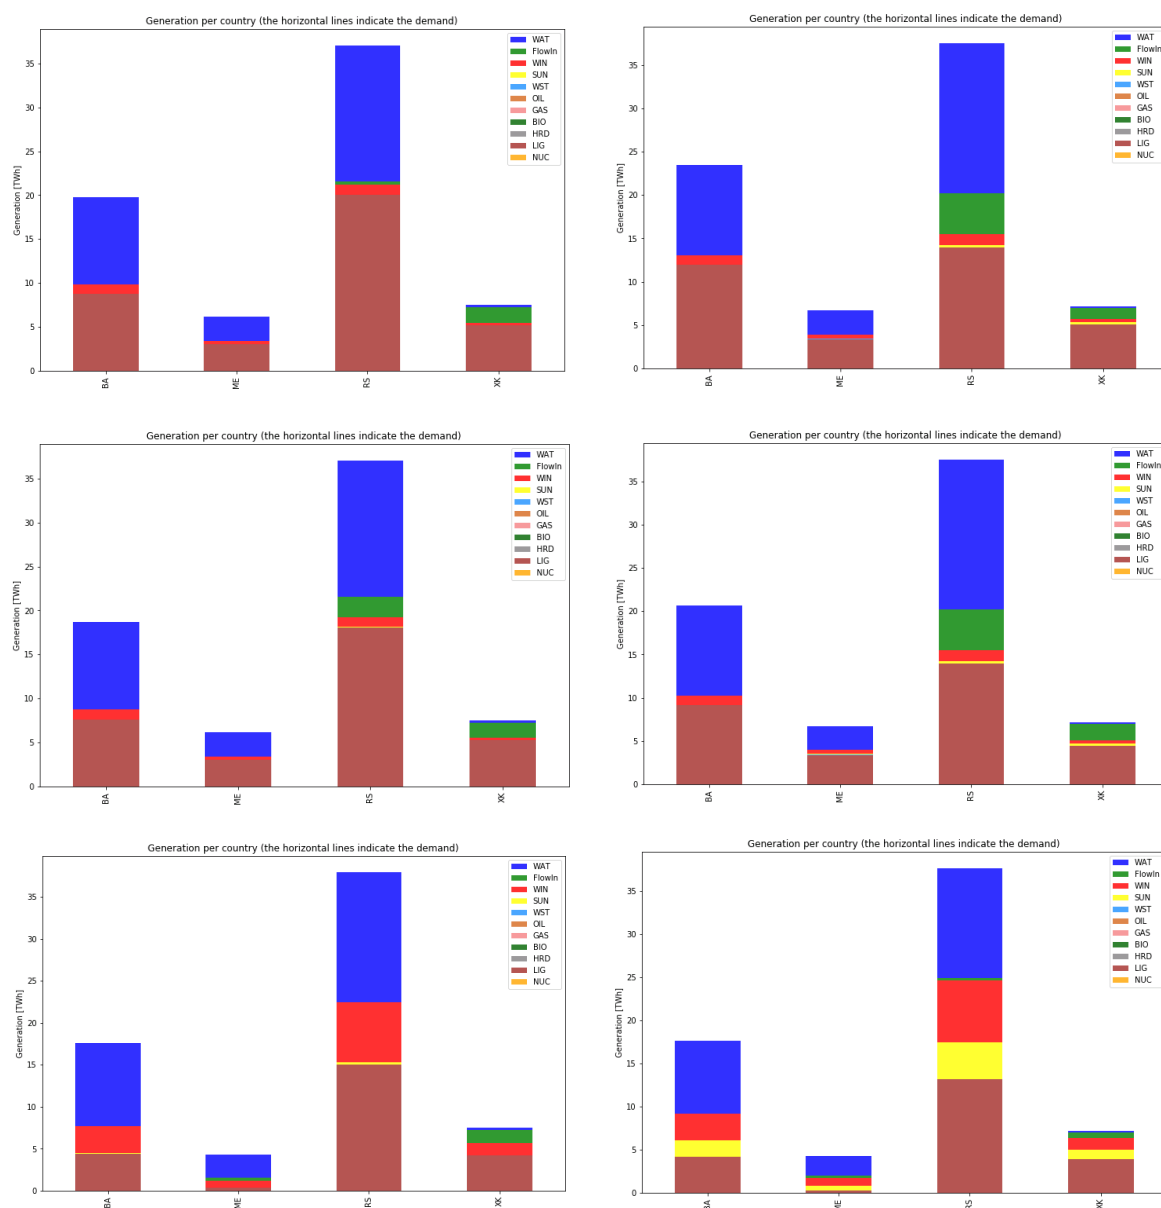 Generation per country (the horizontal lines indicate the demand)
Generation [TWh]
35
30
25
20
15
10
5
0
WAT
FlowIn
WIN
SUN
WST
OIL
GAS
BIO
HRD
LIG
NUC
BA
ME
RS
XK
Generation per country (the horizontal lines indicate the demand)
Generation [TWh]
35
30
25
20
15
10
5
0
WAT
FlowIn
WIN
SUN
WST
OIL
GAS
BIO
HRD
LIG
NUC
BA
ME
RS
XK
Generation per country (the horizontal lines indicate the demand)
Generation [TWh]
35
30
25
20
15
10
5
0
WAT
FlowIn
WIN
SUN
WST
OIL
GAS
BIO
HRD
LIG
NUC
BA
ME
RS
XK
Generation per country (the horizontal lines indicate the demand)
Generation [TWh]
35
30
25
20
15
10
5
0
WAT
FlowIn
WIN
SUN
WST
OIL
GAS
BIO
HRD
LIG
NUC
BA
ME
RS
XK
Generation per country (the horizontal lines indicate the demand)
Generation [TWh]
35
30
25
20
15
10
5
0
WAT
FlowIn
WIN
SUN
WST
OIL
GAS
BIO
HRD
LIG
NUC
BA
ME
RS
XK
Generation per country (the horizontal lines indicate the demand)
Generation [TWh]
35
30
25
20
15
10
5
0
WAT
FlowIn
WIN
SUN
WST
OIL
GAS
BIO
HRD
LIG
NUC
BA
ME
RS
XK